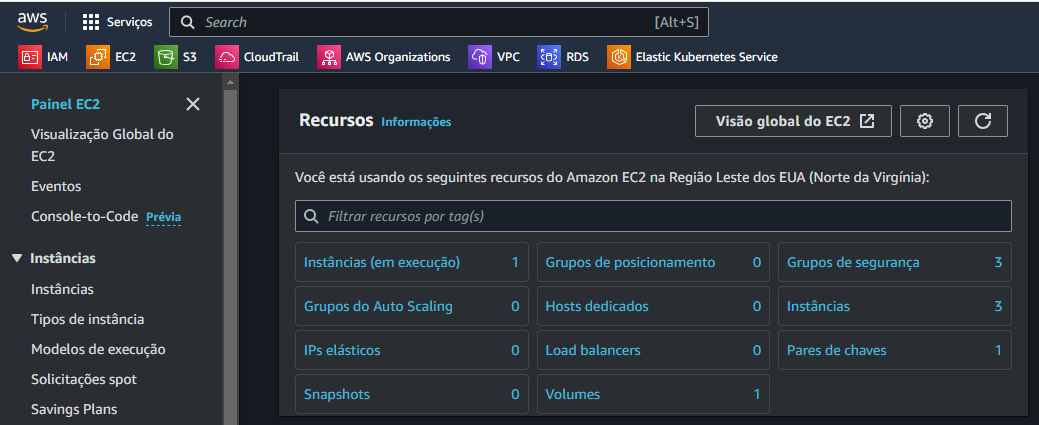 aws
Serviços
Search
[Alt+S]
IAM
EC2
S3
CloudTrail
AWS Organizations
VPC
RDS
Elastic Kubernetes Service
Painel EC2
Visualização Global do
EC2
Eventos
Console-to-Code Prévia
Instâncias
Instâncias
Tipos de instância
Modelos de execução
Solicitações spot
Savings Plans
Recursos Informações
Visão global do EC2
Você está usando os seguintes recursos do Amazon EC2 na Região Leste dos EUA (Norte da Virgínia):
Filtrar recursos por tag(s)
Instâncias (em execução) 1
Grupos de posicionamento 0
Grupos de segurança 3
Grupos do Auto Scaling 0
Hosts dedicados 0
Instâncias 3
IPs elásticos 0
Load balancers 0
Pares de chaves 1
Snapshots 0
Volumes 1